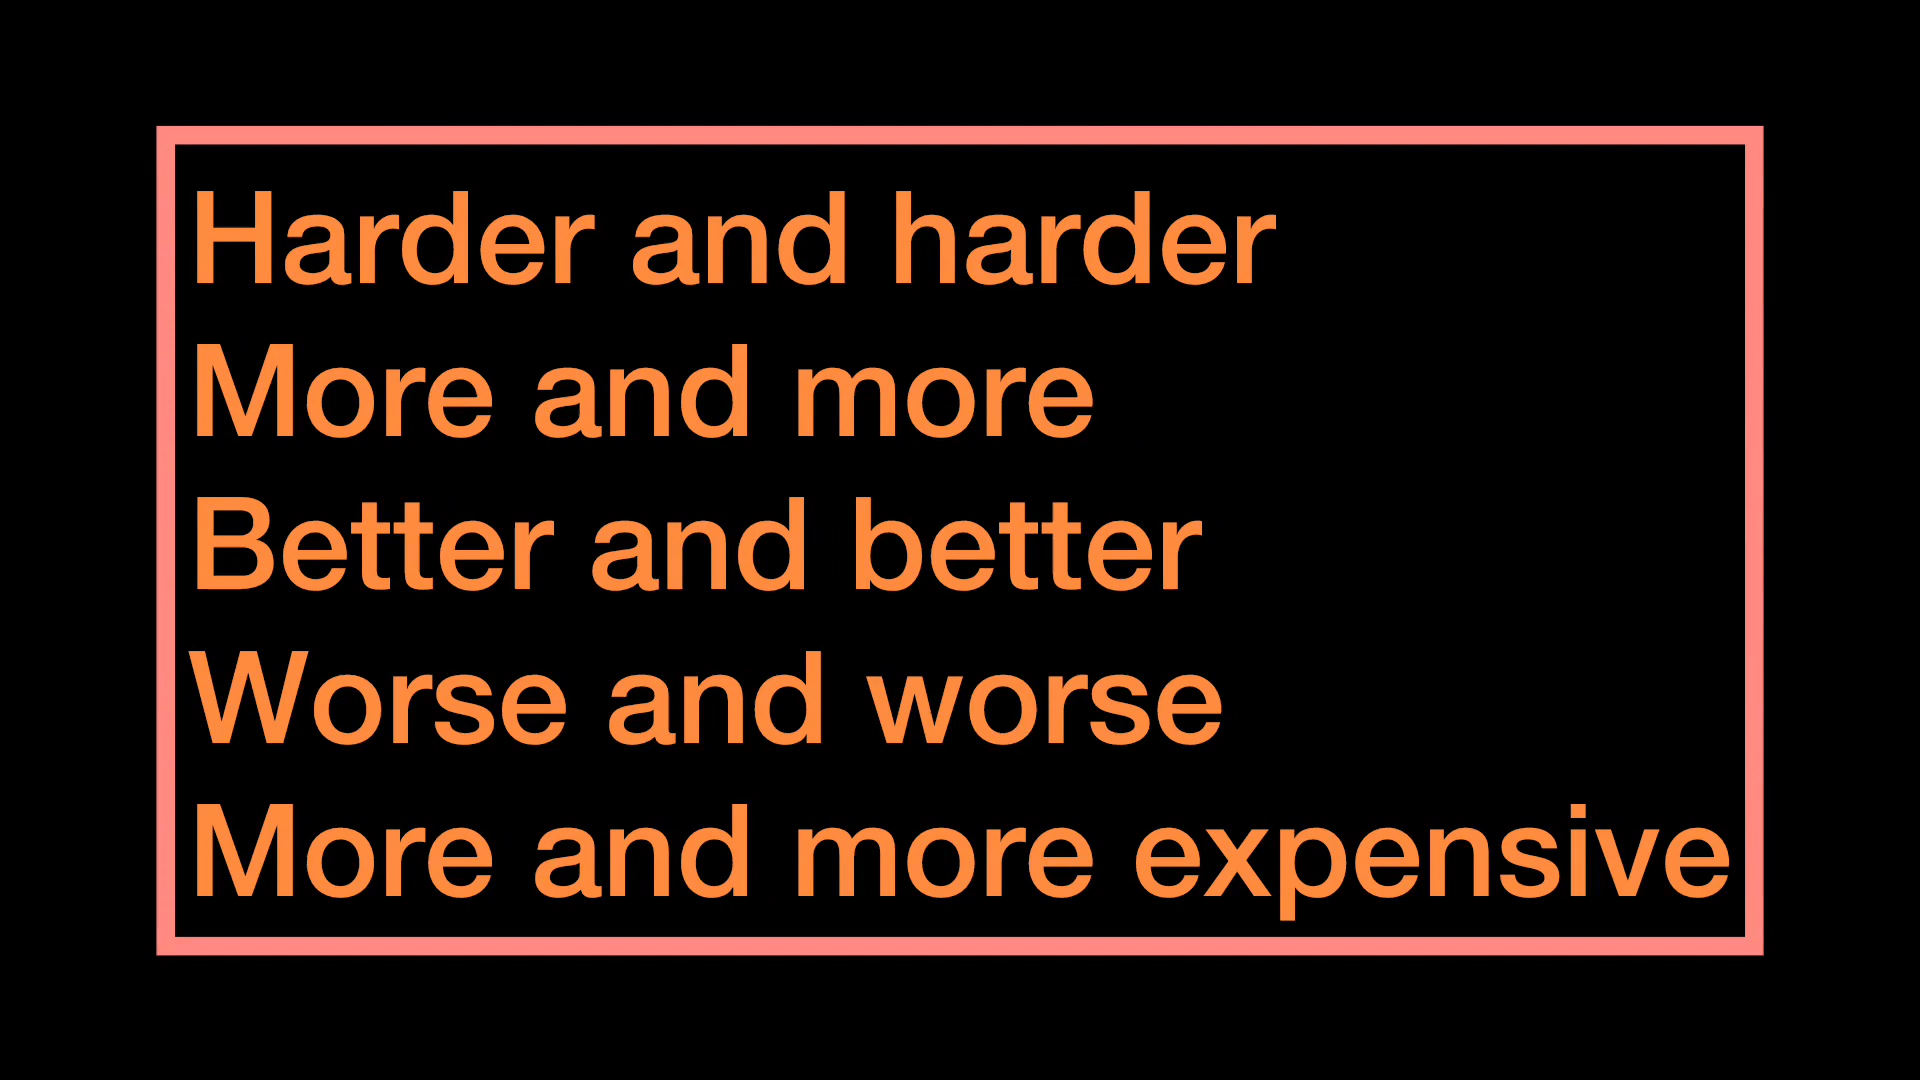 Harder and harder
More and more
Better and better
Worse and worse
More and more expensive